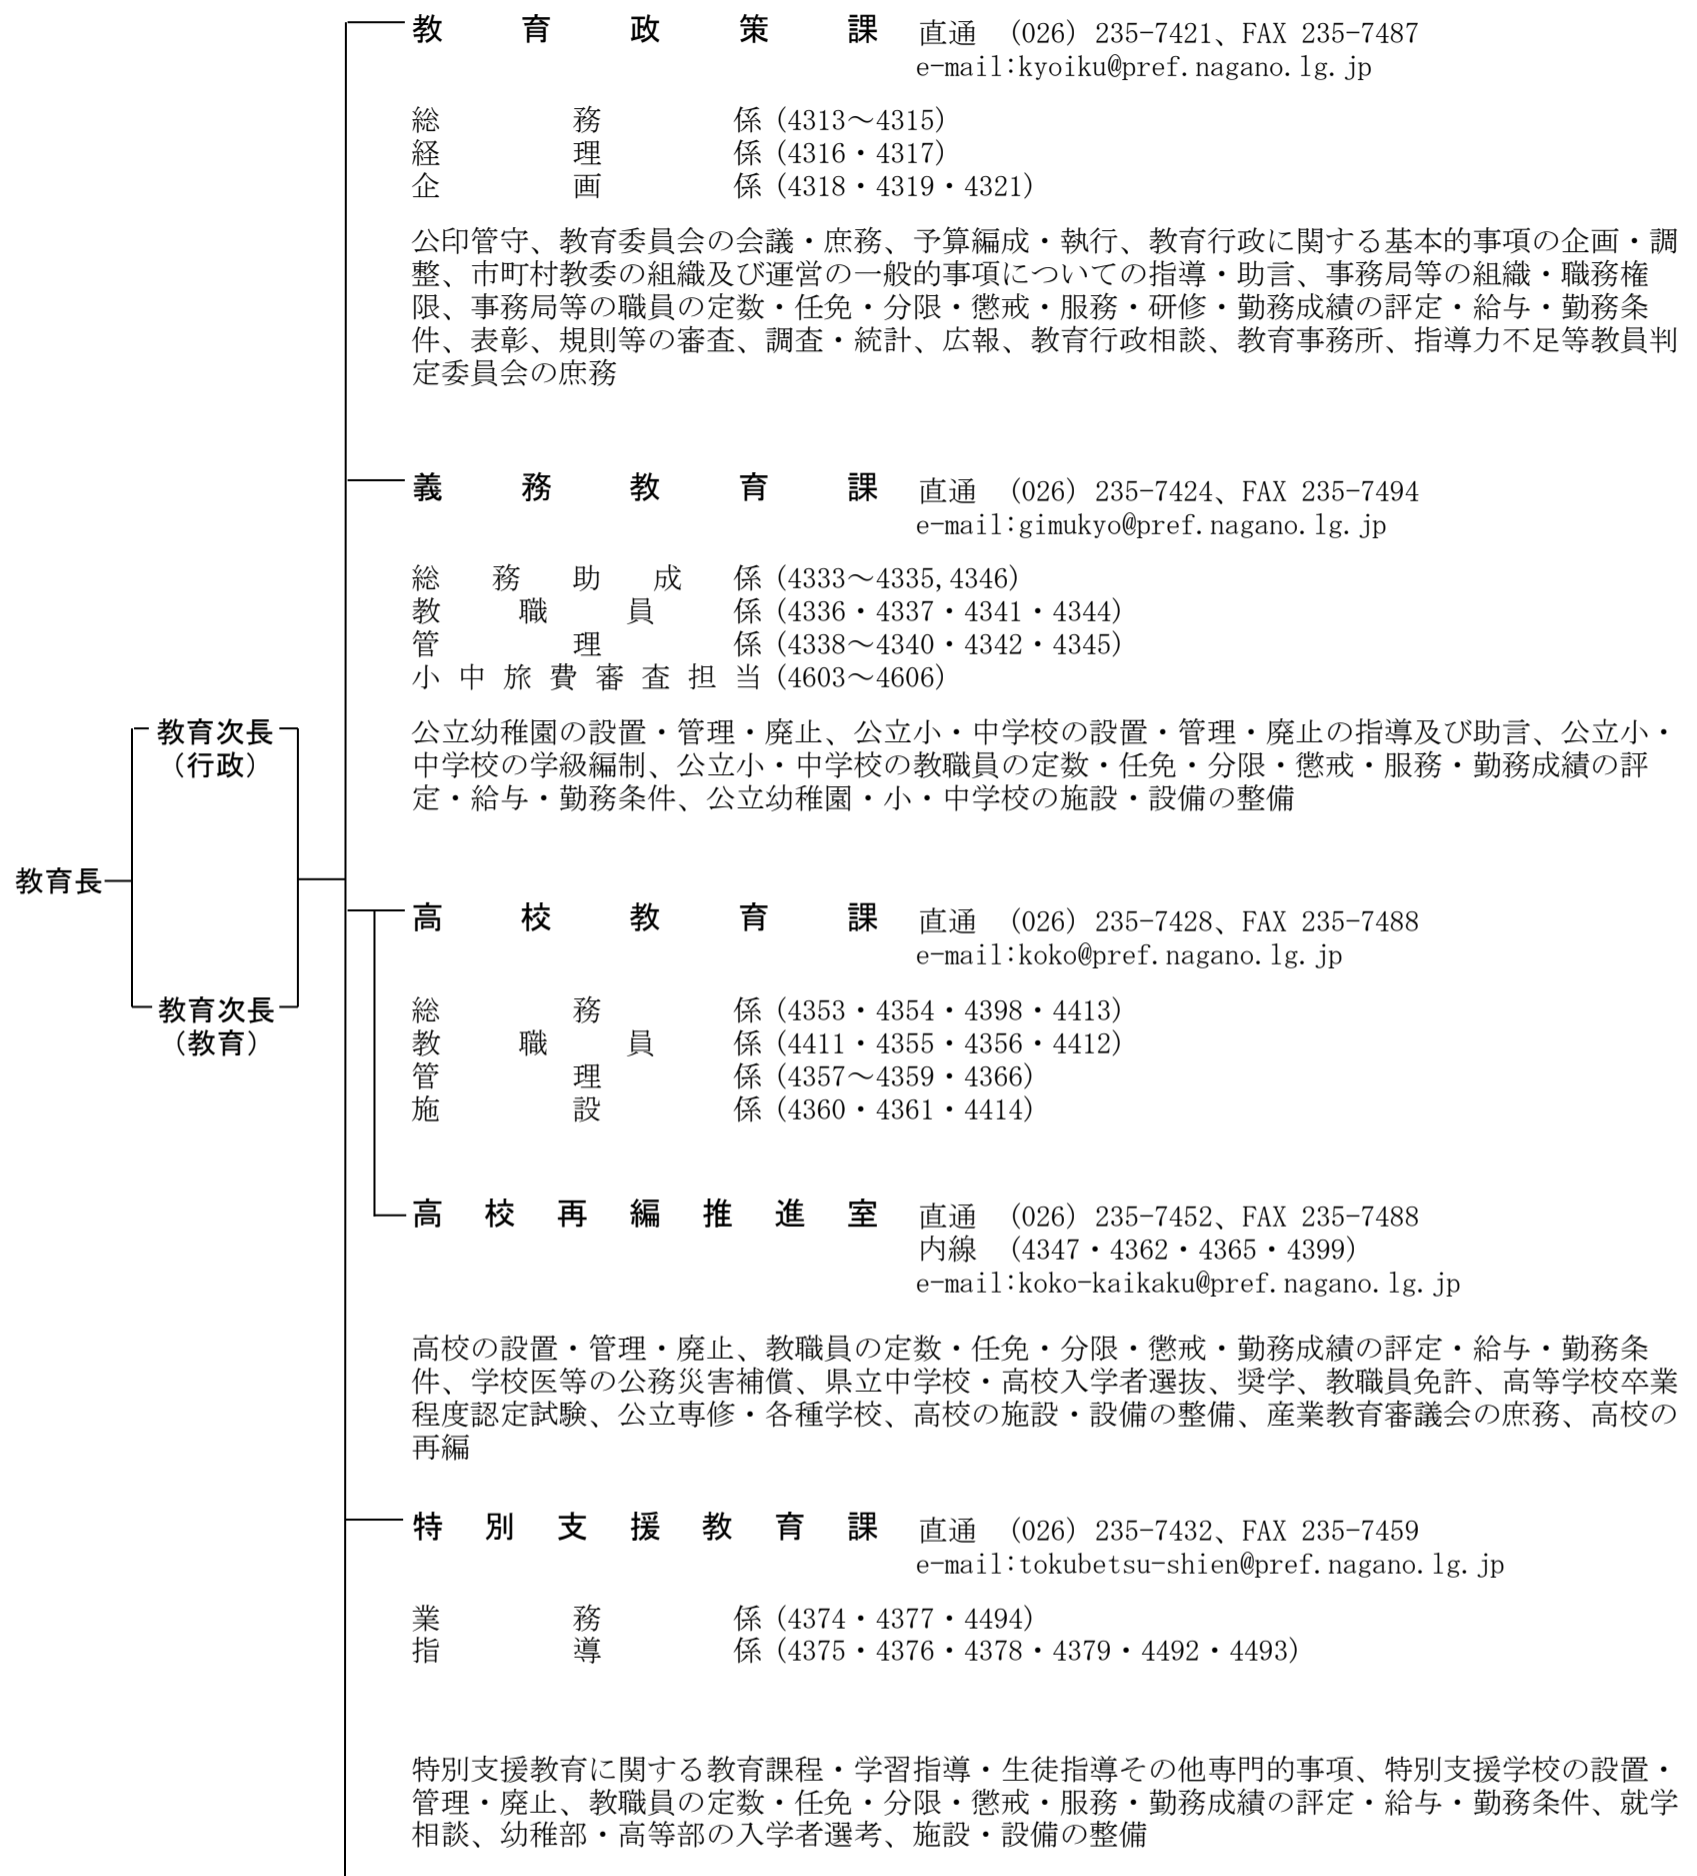 教育政策課 直通 (026) 235-7421、FAX 235-7487
e-mail:kyoiku@pref.nagano.lg.jp
総務係 (4313～4315)
経理係 (4316・4317)
企画係 (4318・4319・4321)
公印管守、教育委員会の会議・庶務、予算編成・執行、教育行政に関する基本的事項の企画・調
整、市町村教委の組織及び運営の一般的事項についての指導・助言、事務局等の組織・職務権
限、事務局等の職員の定数・任免・分限・懲戒・服務・研修・勤務成績の評定・給与・勤務条
件、表彰、規則等の審査、調査・統計、広報、教育行政相談、教育事務所、指導力不足等教員判
定委員会の庶務
義務教育課 直通 (026) 235-7424、FAX 235-7494
e-mail:gimukyo@pref.nagano.lg.jp
総務助成係 (4333～4335,4346)
教職員係 (4336・4337・4341・4344)
管理係 (4338～4340・4342・4345)
小中旅費審査担当 (4603～4606)
公立幼稚園の設置・管理・廃止、公立小・中学校の設置・管理・廃止の指導及び助言、公立小・
中学校の学級編制、公立小・中学校の教職員の定数・任免・分限・懲戒・服務・勤務成績の評
定・給与・勤務条件、公立幼稚園・小・中学校の施設・設備の整備
教育次長
（行政）
教育長
教育次長
（教育）
高校教育課 直通 (026) 235-7428、FAX 235-7488
e-mail:koko@pref.nagano.lg.jp
総務係 (4353・4354・4398・4413)
教職員係 (4411・4355・4356・4412)
管理係 (4357～4359・4366)
施設係 (4360・4361・4414)
高校再編推進室 直通 (026) 235-7452、FAX 235-7488
内線 (4347・4362・4365・4399)
e-mail:koko-kaikaku@pref.nagano.lg.jp
高校の設置・管理・廃止、教職員の定数・任免・分限・懲戒・勤務成績の評定・給与・勤務条
件、学校医等の公務災害補償、県立中学校・高校入学者選抜、奨学、教職員免許、高等学校卒業
程度認定試験、公立専修・各種学校、高校の施設・設備の整備、産業教育審議会の庶務、高校の
再編
特別支援教育課 直通 (026) 235-7432、FAX 235-7459
e-mail:tokubetsu-shien@pref.nagano.lg.jp
業務係 (4374・4377・4494)
指導係 (4375・4376・4378・4379・4492・4493)
特別支援教育に関する教育課程・学習指導・生徒指導その他専門的事項、特別支援学校の設置・
管理・廃止、教職員の定数・任免・分限・懲戒・服務・勤務成績の評定・給与・勤務条件、就学
相談、幼稚部・高等部の入学者選考、施設・設備の整備